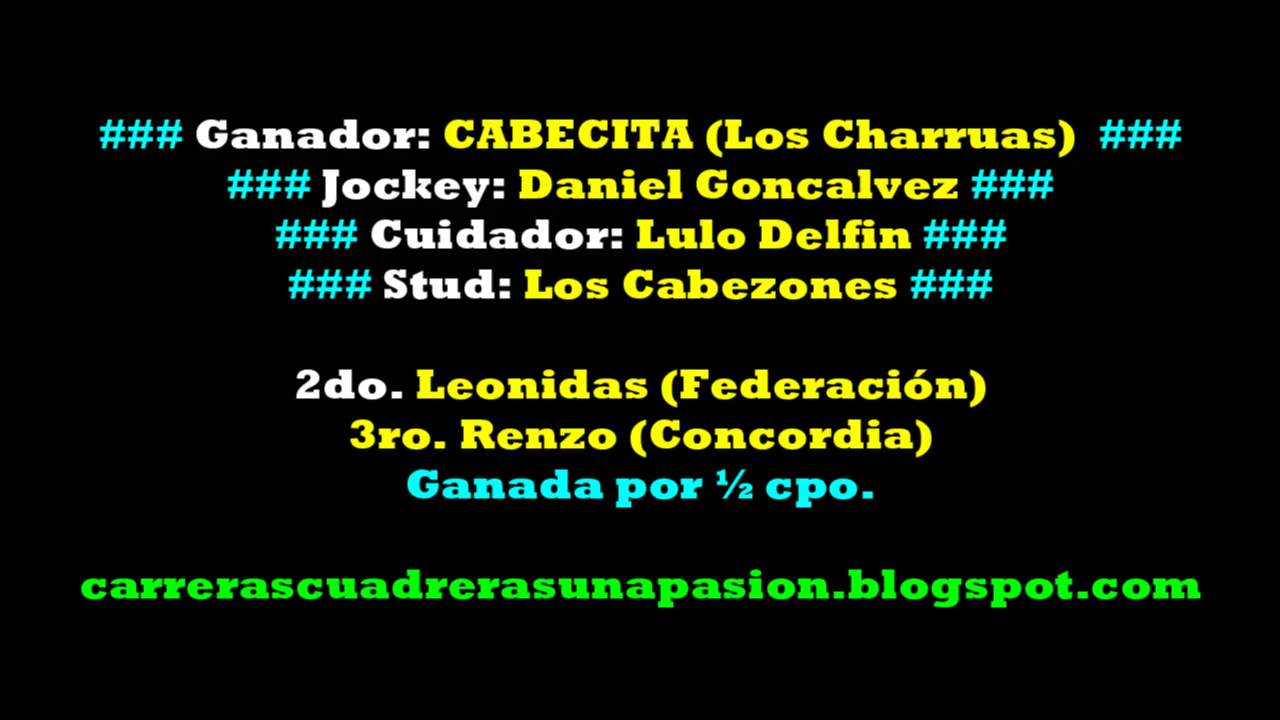 ### Ganador: CABECITA (Los Charruas) ###
### Jockey: Daniel Goncalvez ###
### Cuidador: Lulo Delfin ###
### Stud: Los Cabezones ###
2do. Leonidas (Federación)
3ro. Renzo (Concordia)
Ganada por ½ cpo.
carrerascuadrerasunapasion.blogspot.com